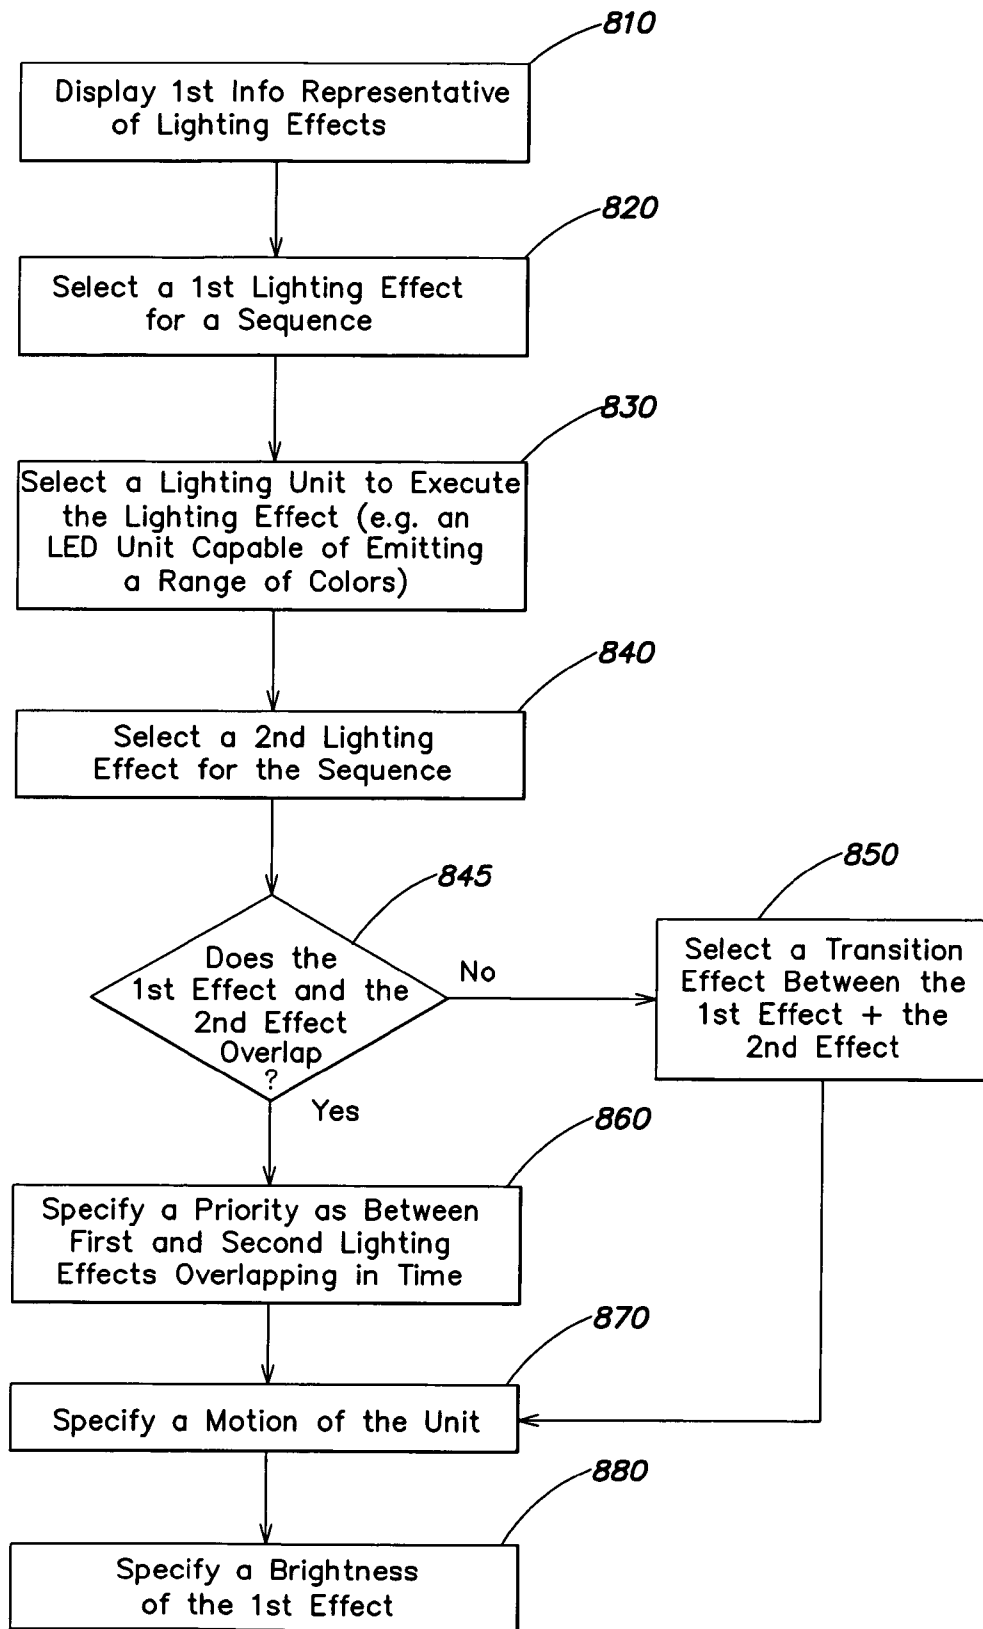 810
Display 1st Info Representative
of Lighting Effects
820
Select a 1st Lighting Effect
for a Sequence
830
Select a Lighting Unit to Execute
the Lighting Effect (e.g. an
LED Unit Capable of Emitting
a Range of Colors)
840
Select a 2nd Lighting
Effect for the Sequence
845
Does the
1st Effect and the
2nd Effect
Overlap
?
No
850
Select a Transition
Effect Between the
1st Effect + the
2nd Effect
Yes
860
Specify a Priority as Between
First and Second Lighting
Effects Overlapping in Time
870
Specify a Motion of the Unit
880
Specify a Brightness
of the 1st Effect